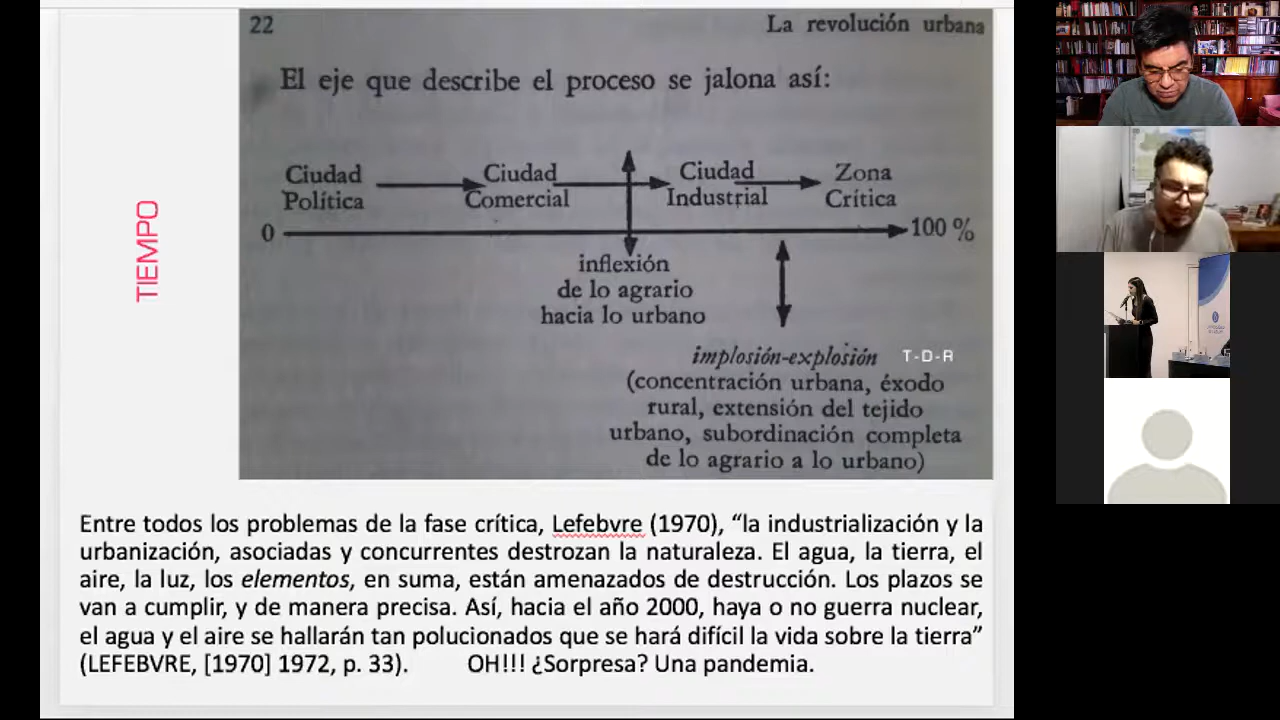 22 La revolución urbana
El eje que describe el proceso se jalona así:
Ciudad Política
Ciudad Comercial
Ciudad Industrial
Zona Crítica
0
100 %
inflexión
de lo agrario
hacia lo urbano
TIEMPO
implosión-explosión T-D-R
(concentración urbana, éxodo
rural, extensión del tejido
urbano, subordinación completa
de lo agrario a lo urbano)
Entre todos los problemas de la fase crítica, Lefebvre (1970), “la industrialización y la
urbanización, asociadas y concurrentes destrozan la naturaleza. El agua, la tierra, el
aire, la luz, los elementos, en suma, están amenazados de destrucción. Los plazos se
van a cumplir, y de manera precisa. Así, hacia el año 2000, haya o no guerra nuclear,
el agua y el aire se hallarán tan polucionados que se hará difícil la vida sobre la tierra”
(LEFEBVRE, [1970] 1972, p. 33). OH!!! ¿Sorpresa? Una pandemia.